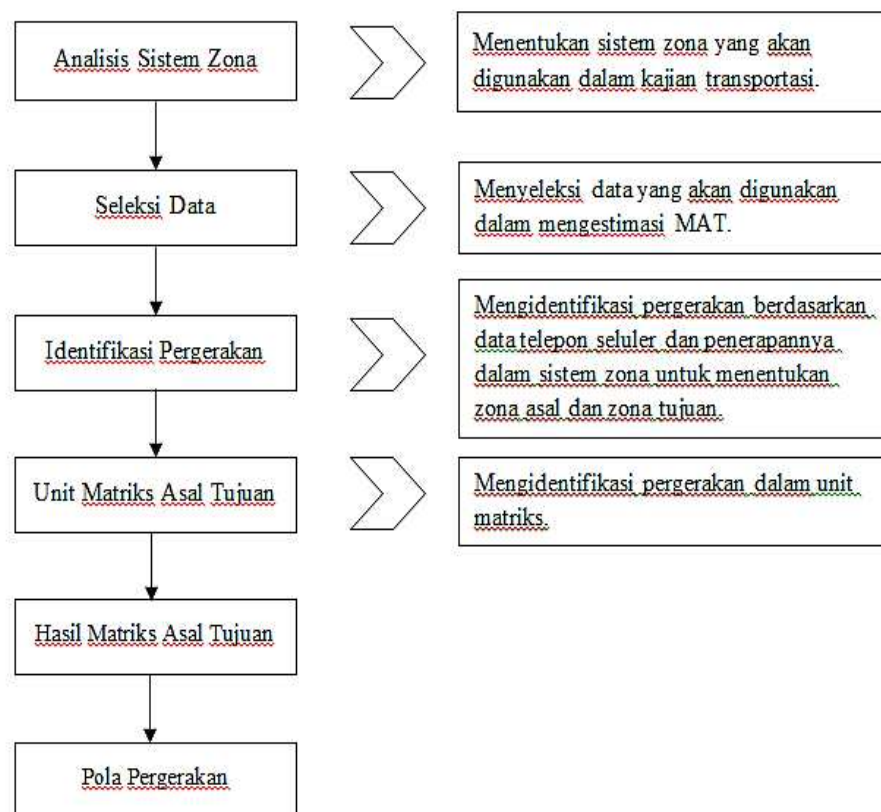 Analisis Sistem Zona
Menentukan sistem zona yang akan
digunakan dalam kajian transportasi.
Seleksi Data
Menyeleksi data yang akan digunakan
dalam mengestimasi MAT.
Identifikasi Pergerakan
Mengidentifikasi pergerakan berdasarkan
data telepon seluler dan penerapannya
dalam sistem zona untuk menentukan
zona asal dan zona tujuan.
Unit Matriks Asal Tujuan
Mengidentifikasi pergerakan dalam unit
matriks.
Hasil Matriks Asal Tujuan
Pola Pergerakan